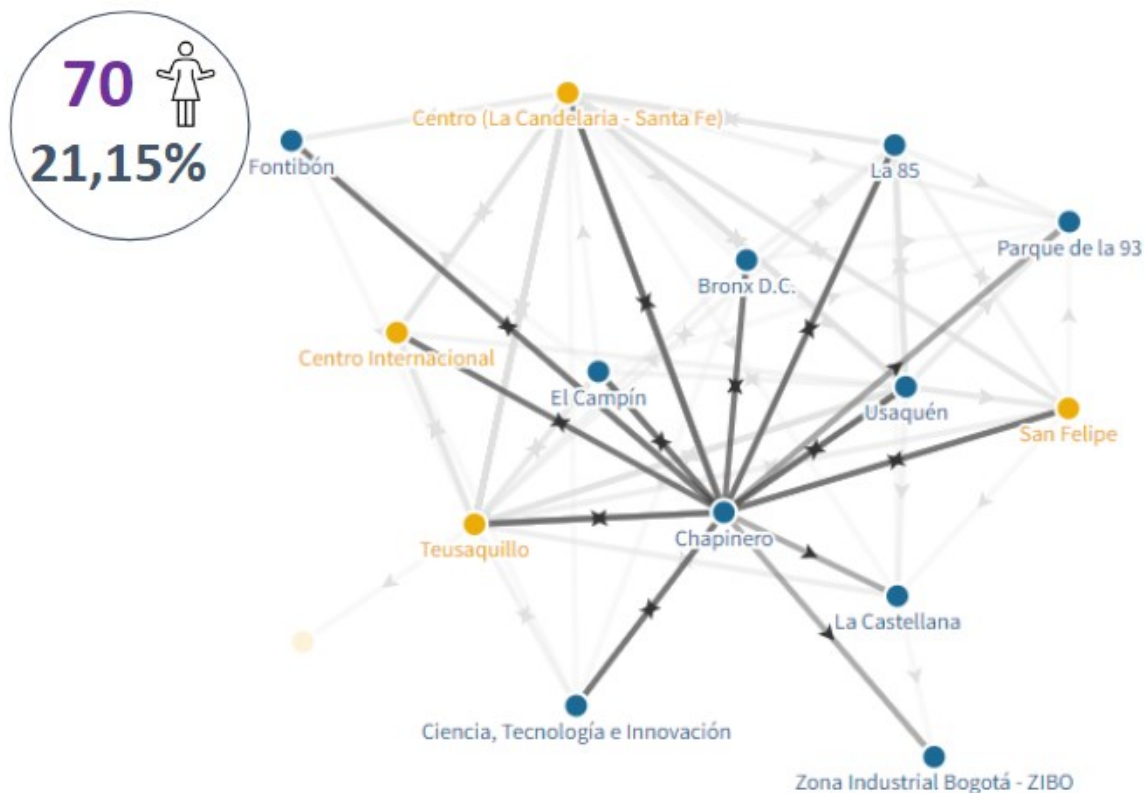 70
21,15%
Centro (La Candelaria - Santa Fe)
Fontibón
La 85
Parque de la 93
Bronx D.C.
Centro Internacional
El Campín
Usaquén
San Felipe
Chapinero
Teusaquillo
La Castellana
Ciencia, Tecnología e Innovación
Zona Industrial Bogotá - ZIBO